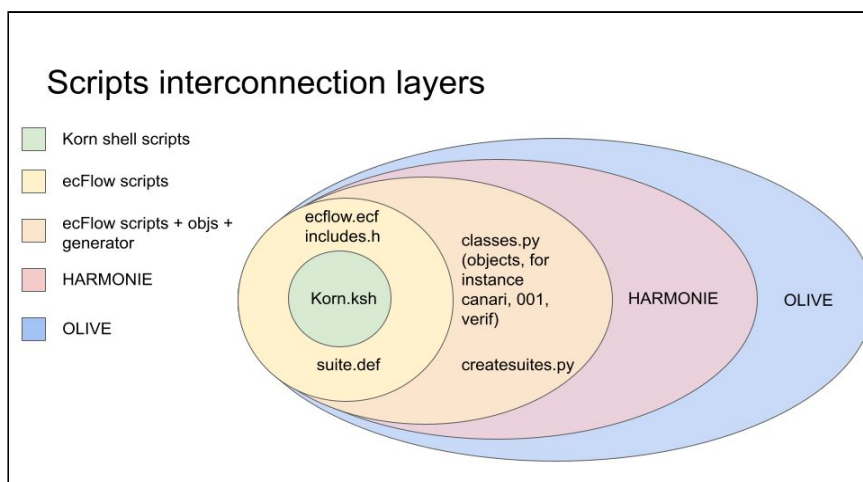 Scripts interconnection layers
Korn shell scripts
ecFlow scripts
ecFlow scripts + objs +
generator
HARMONIE
OLIVE
ecflow.ecf
includes.h
Korn.ksh
suite.def
classes.py
(objects, for
instance
canari, 001,
verif)
createsuites.py
HARMONIE
OLIVE